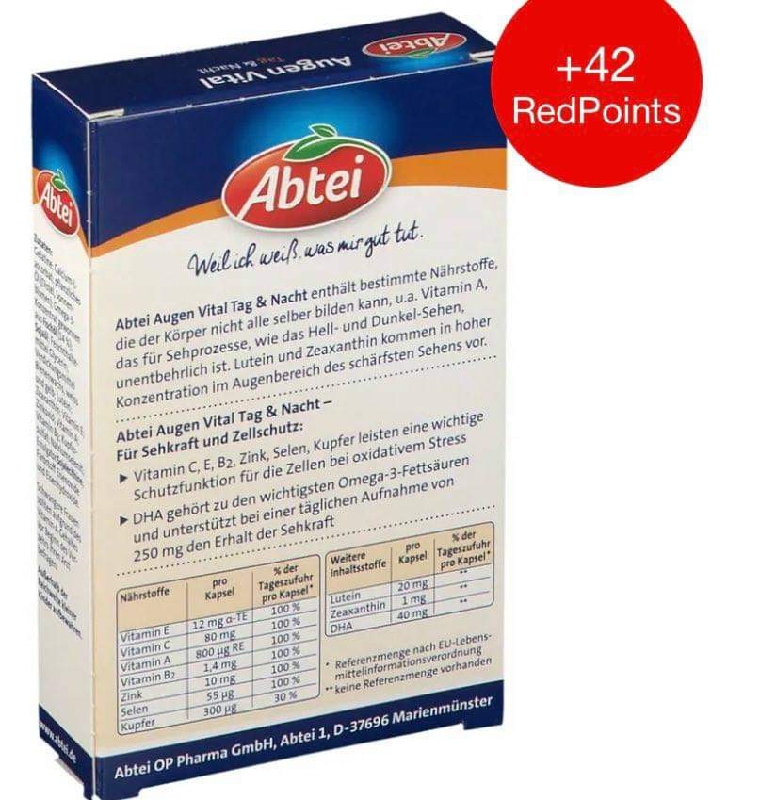 +42
RedPoints
Abtei
Augen Vital
Tag & Nacht
Abtei
Abtei
Weil ich weiß, was mir gut tut.
Abtei Augen Vital Tag & Nacht enthält bestimmte Nährstoffe,
die der Körper nicht alle selber bilden kann, u.a. Vitamin A,
das für Sehprozesse, wie das Hell- und Dunkel-Sehen,
unentbehrlich ist. Lutein und Zeaxanthin kommen in hoher
Konzentration im Augenbereich des schärfsten Sehens vor.
Abtei Augen Vital Tag & Nacht –
Für Sehkraft und Zellschutz:
▶ Vitamin C, E, B2, Zink, Selen, Kupfer leisten eine wichtige
Schutzfunktion für die Zellen bei oxidativem Stress
▶ DHA gehört zu den wichtigsten Omega-3-Fettsäuren
und unterstützt bei einer täglichen Aufnahme von
250 mg den Erhalt der Sehkraft
Nährstoffe pro Kapsel % der Tageszufuhr pro Kapsel*
Vitamin E 12 mg α-TE 100 %
Vitamin C 80 mg 100 %
Vitamin A 800 µg RE 100 %
Vitamin B2 1,4 mg 100 %
Zink 10 mg 100 %
Selen 55 µg 100 %
Kupfer 300 µg 30 %
Weitere Inhaltsstoffe pro Kapsel % der Tageszufuhr pro Kapsel*
Lutein 20 mg **
Zeaxanthin 1 mg **
DHA 40 mg **
* Referenzmenge nach EU-Lebens-
mittelinformationsverordnung
** keine Referenzmenge vorhanden
Abtei OP Pharma GmbH, Abtei 1, D-37696 Marienmünster
www.abtei.de